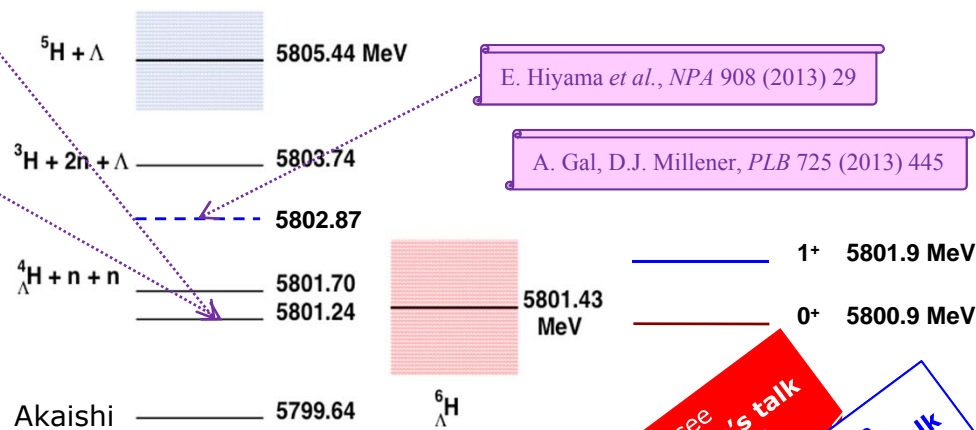 ⁵H + Λ
5805.44 MeV
E. Hiyama et al., NPA 908 (2013) 29
³H + 2n + Λ
5803.74
A. Gal, D.J. Millener, PLB 725 (2013) 445
5802.87
⁴ΛH + n + n
5801.70
5801.24
5801.43
MeV
1⁺ 5801.9 MeV
0⁺ 5800.9 MeV
Akaishi
5799.64
⁶ΛH
see
's talk